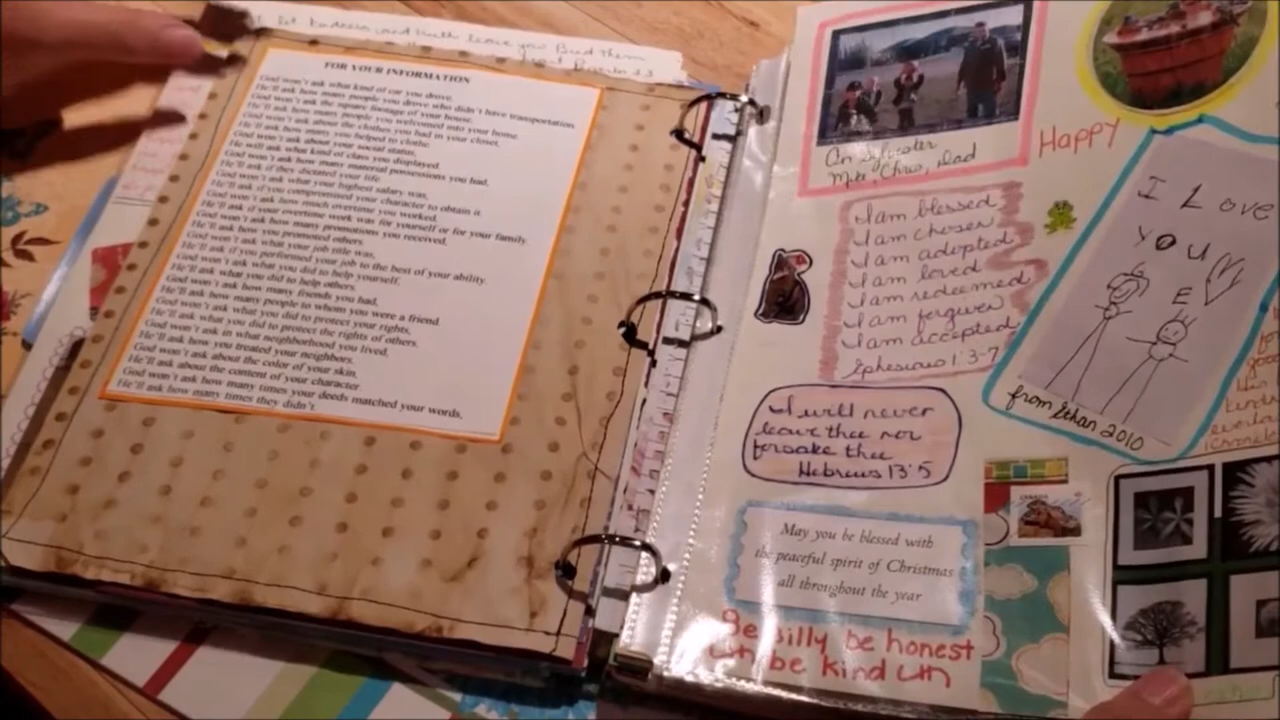 Let kindness and truth leave you Bind them
FOR YOUR INFORMATION
God won't ask what kind of car you drove,
He'll ask how many people you drove who didn't have transportation.
God won't ask the square footage of your house,
He'll ask how many people you welcomed into your home.
God won't ask about the clothes you had in your closet,
He'll ask how many you helped to clothe.
God won't ask about your social status,
He will ask what kind of class you displayed.
God won't ask how many material possessions you had,
He'll ask if they dictated your life.
God won't ask what your highest salary was,
He'll ask if you compromised your character to obtain it.
God won't ask how much overtime you worked,
He'll ask if your overtime work was for yourself or for your family.
God won't ask how many promotions you received,
He'll ask how you promoted others.
God won't ask what your job title was,
He'll ask if you performed your job to the best of your ability.
God won't ask what you did to help yourself,
He'll ask what you did to help others.
God won't ask how many friends you had,
He'll ask how many people to whom you were a friend.
God won't ask what you did to protect your rights,
He'll ask what you did to protect the rights of others.
God won't ask in what neighborhood you lived,
He'll ask how you treated your neighbors.
God won't ask about the color of your skin,
He'll ask about the content of your character.
God won't ask how many times your deeds matched your words,
He'll ask how many times they didn't.
On Sylvester
Mike, Chris, Dad
Happy
I am blessed
I am chosen
I am adopted
I am loved
I am redeemed
I am forgiven
I am accepted
Ephesians 1:3-7
I LOVE
YOU
E
from Ethan 2010
I will never
leave thee nor
forsake thee
Hebrews 13:5
CANADA
May you be blessed with
the peaceful spirit of Christmas
all throughout the year
Be silly be honest
be kind